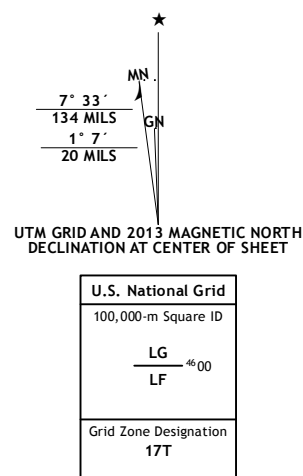 ★
MN
7° 33´
134 MILS
GN
1° 7´
20 MILS
UTM GRID AND 2013 MAGNETIC NORTH
DECLINATION AT CENTER OF SHEET
U.S. National Grid
100,000-m Square ID
LG
4600
LF
Grid Zone Designation
17T